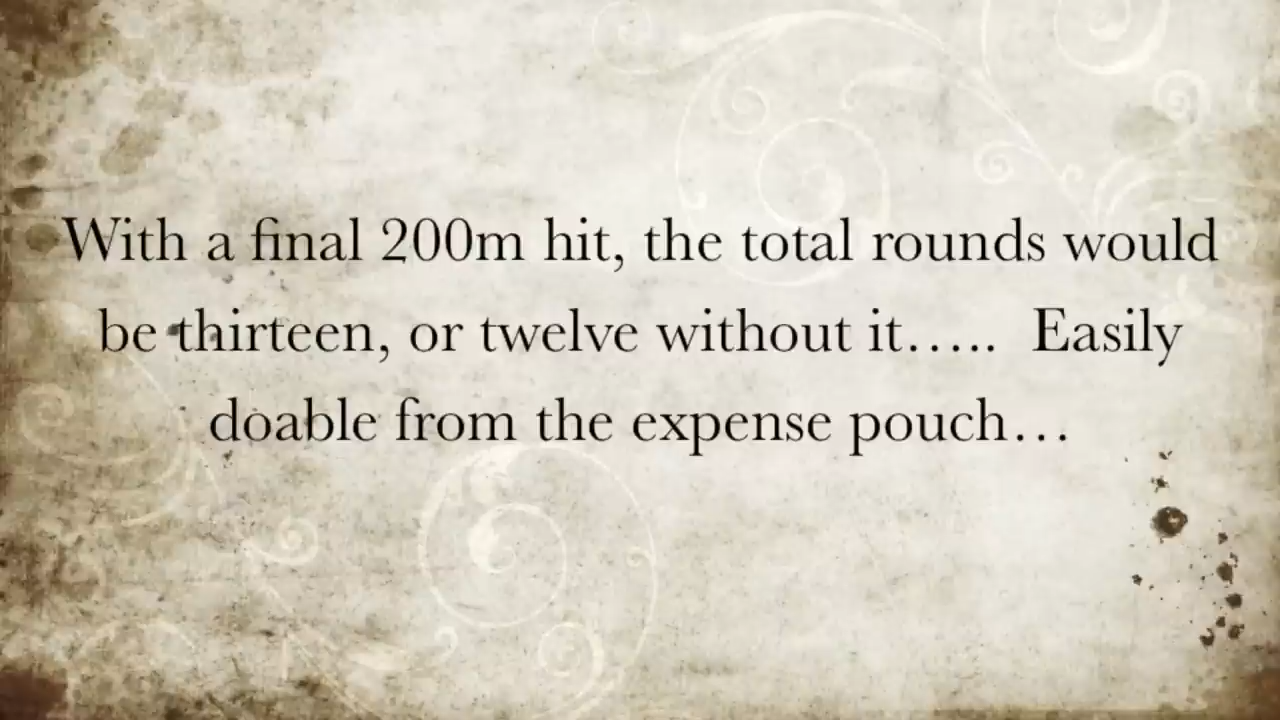 With a final 200m hit, the total rounds would
be thirteen, or twelve without it.....  Easily
doable from the expense pouch...